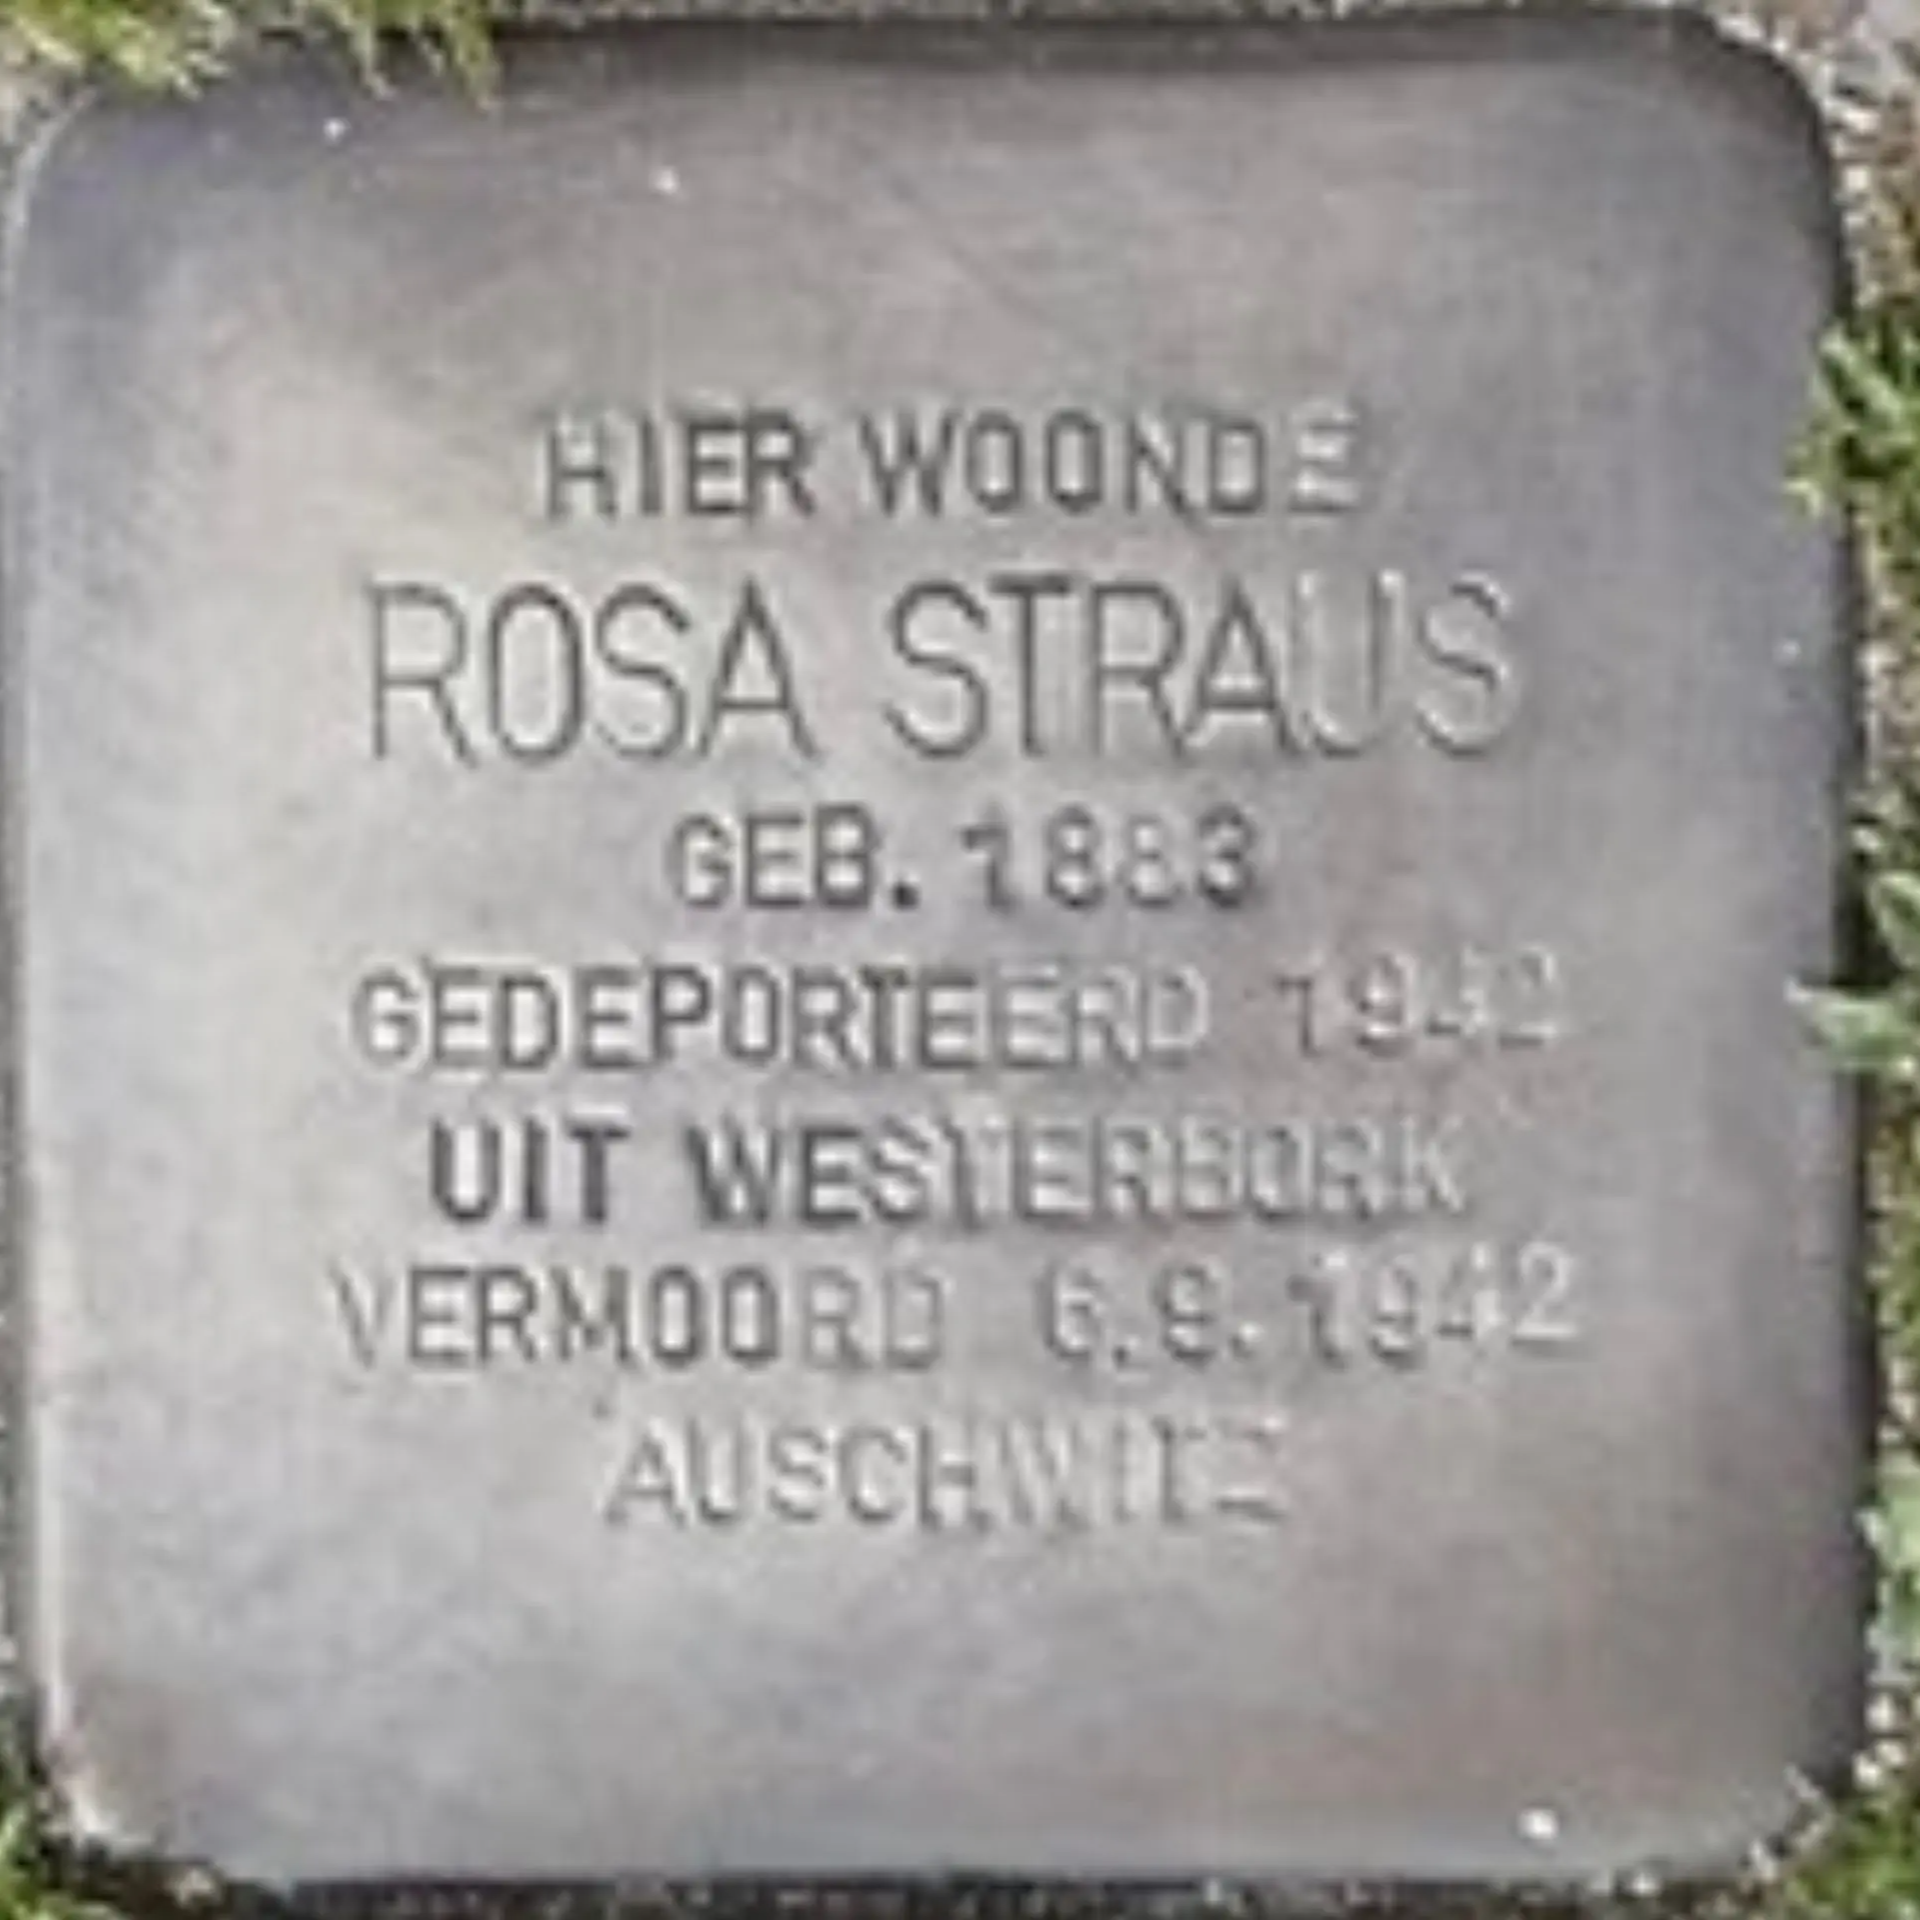 HIER WOONDE
ROSA STRAUS
GEB. 1883
GEDEPORTEERD 1942
UIT WESTERBORK
VERMOORD 6.9.1942
AUSCHWITZ